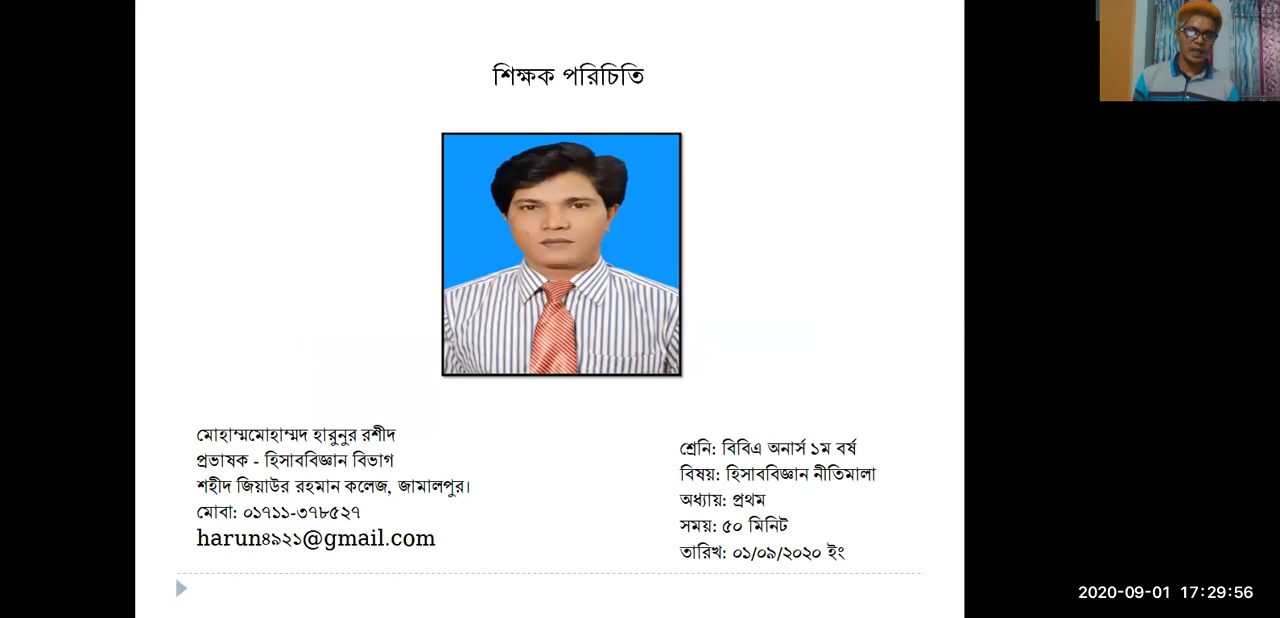 শিক্ষক পরিচিতি
মোহাম্মমোহাম্মদ হারুনুর রশীদ
প্রভাষক - হিসাববিজ্ঞান বিভাগ
শহীদ জিয়াউর রহমান কলেজ, জামালপুর।
মোবা: ০১৭১১-৩৭৮৫২৭
harun৪৯২১@gmail.com
শ্রেনি: বিবিএ অনার্স ১ম বর্ষ
বিষয়: হিসাববিজ্ঞান নীতিমালা
অধ্যায়: প্রথম
সময়: ৫০ মিনিট
তারিখ: ০১/০৯/২০২০ ইং
2020-09-01 17:29:56